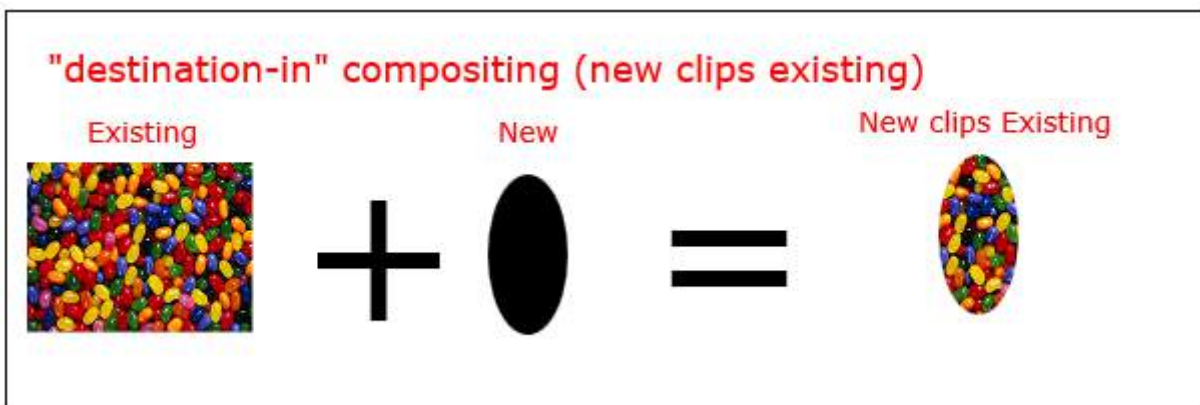 "destination-in" compositing (new clips existing)
Existing
New
New clips Existing